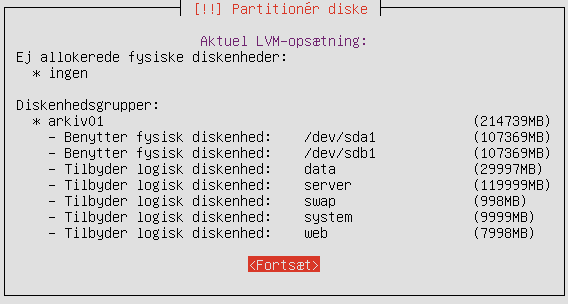 [!!] Partitionér diske
Aktuel LVM-opsætning:
Ej allokerede fysiske diskenheder:
* ingen
Diskenhedsgrupper:
* arkiv01 (214739MB)
- Benytter fysisk diskenhed: /dev/sda1 (107369MB)
- Benytter fysisk diskenhed: /dev/sdb1 (107369MB)
- Tilbyder logisk diskenhed: data (29997MB)
- Tilbyder logisk diskenhed: server (119999MB)
- Tilbyder logisk diskenhed: swap (998MB)
- Tilbyder logisk diskenhed: system (9999MB)
- Tilbyder logisk diskenhed: web (7998MB)
<Fortsæt>